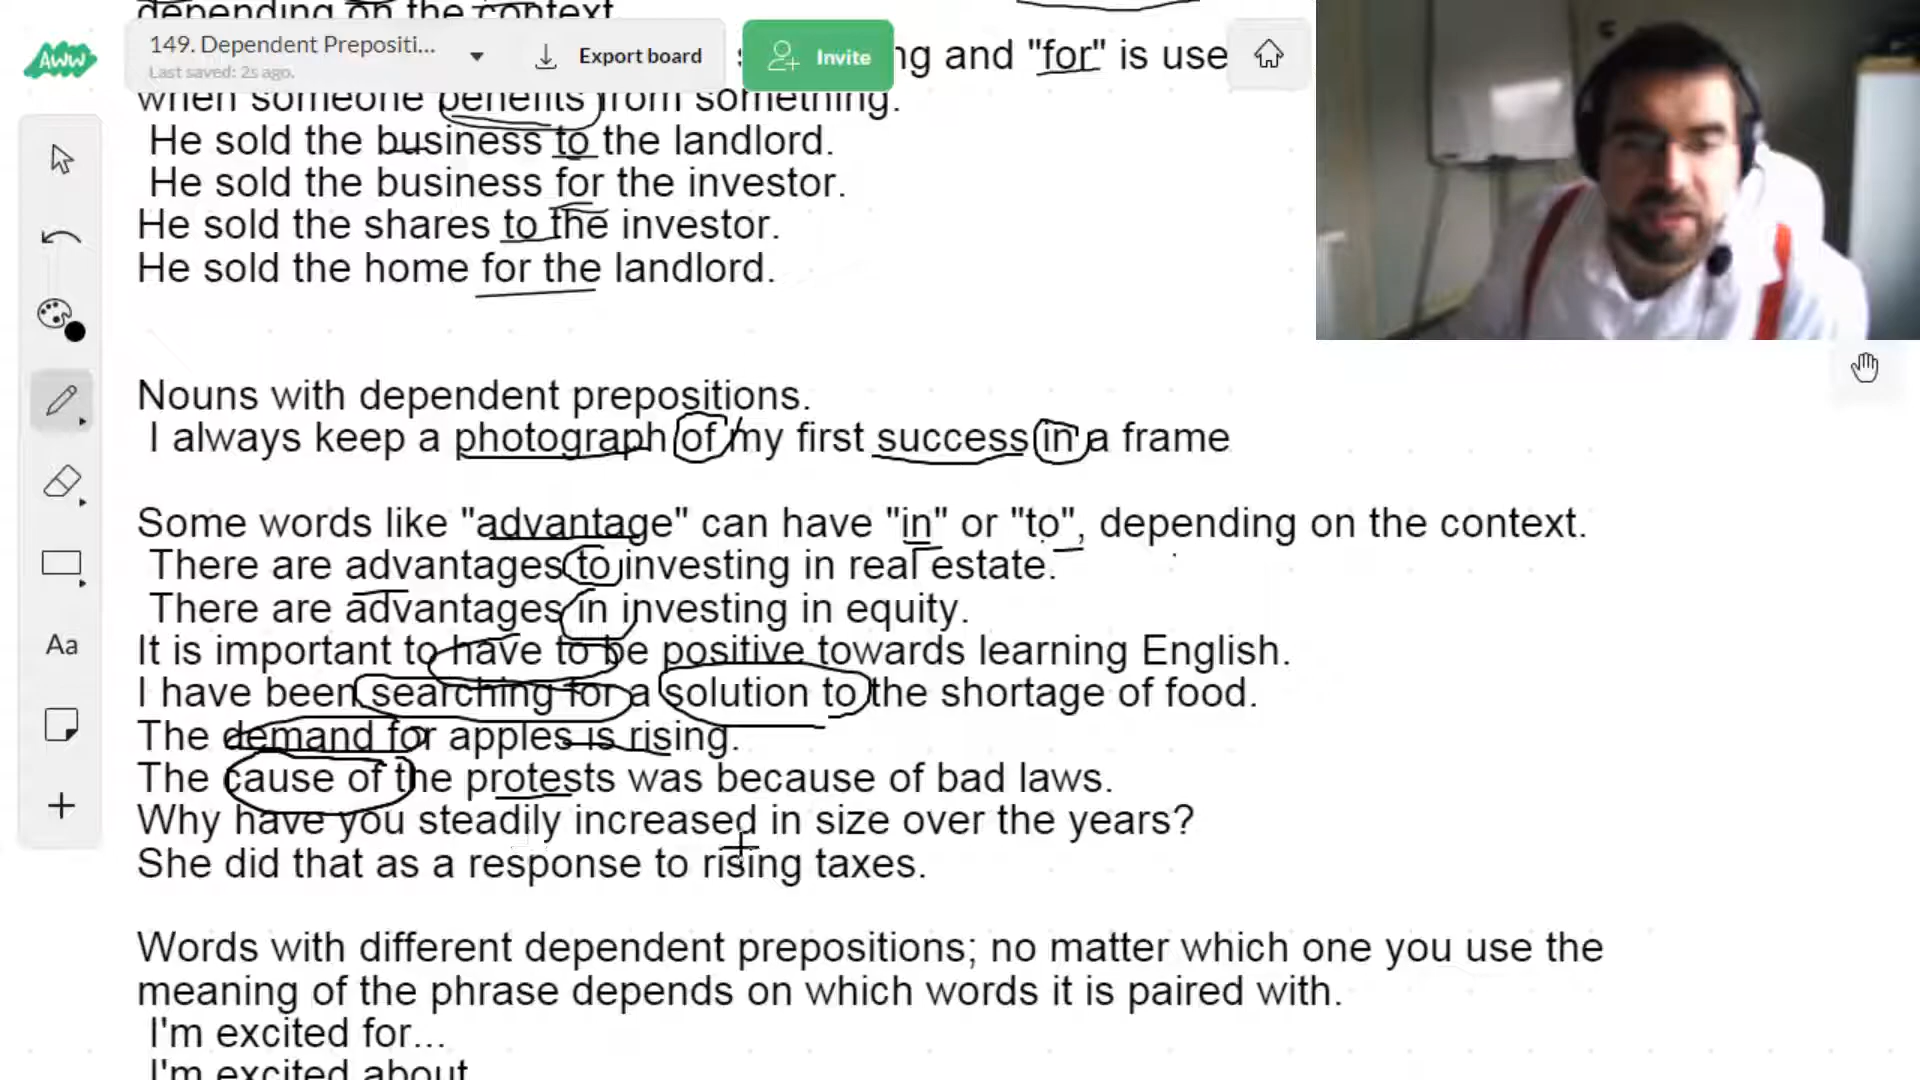 depending on the context
149. Dependent Prepositi...
Last saved: 2s ago.
Export board
Invite
ng and "for" is use
AWW
when someone benefits from something.
He sold the business to the landlord.
He sold the business for the investor.
He sold the shares to the investor.
He sold the home for the landlord.
Nouns with dependent prepositions.
I always keep a photograph of my first success in a frame
Some words like "advantage" can have "in" or "to", depending on the context.
There are advantages to investing in real estate.
There are advantages in investing in equity.
It is important to have to be positive towards learning English.
I have been searching for a solution to the shortage of food.
The demand for apples is rising.
The cause of the protests was because of bad laws.
Why have you steadily increased in size over the years?
She did that as a response to rising taxes.
Aa
Words with different dependent prepositions; no matter which one you use the
meaning of the phrase depends on which words it is paired with.
I'm excited for...
I'm excited about